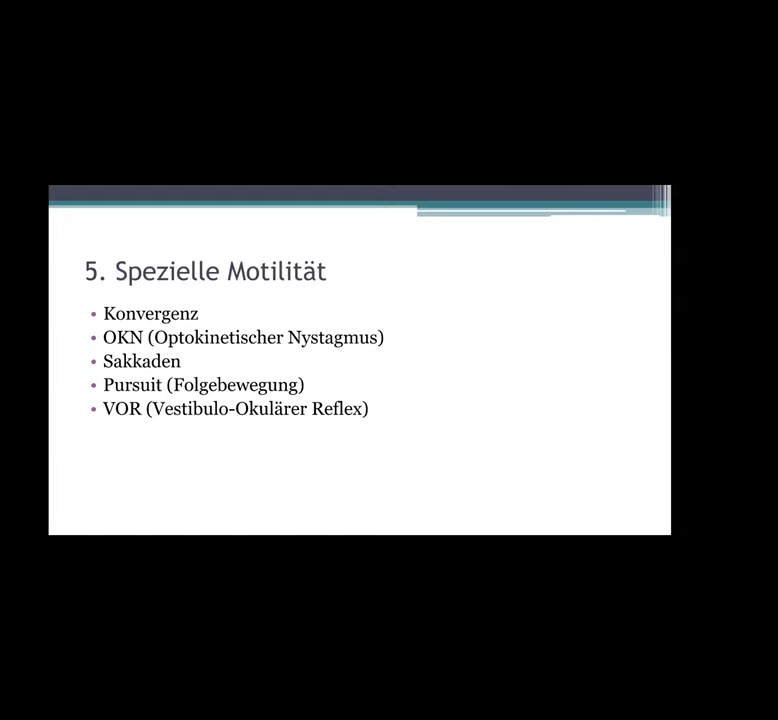 5. Spezielle Motilität
• Konvergenz
• OKN (Optokinetischer Nystagmus)
• Sakkaden
• Pursuit (Folgebewegung)
• VOR (Vestibulo-Okulärer Reflex)